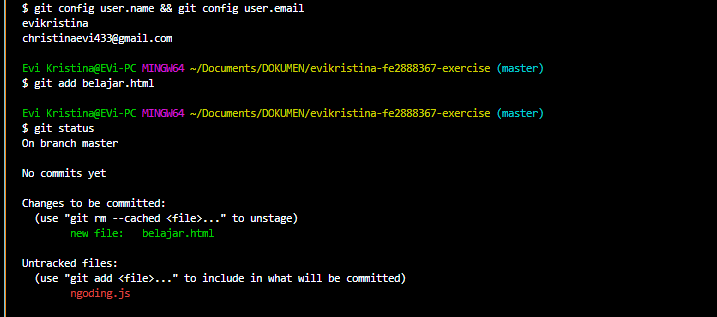 $ git config user.name && git config user.email
evikristina
christinaevi433@gmail.com
Evi Kristina@EVi-PC MINGW64 ~/Documents/DOKUMEN/evikristina-fe2888367-exercise (master)
$ git add belajar.html
Evi Kristina@EVi-PC MINGW64 ~/Documents/DOKUMEN/evikristina-fe2888367-exercise (master)
$ git status
On branch master
No commits yet
Changes to be committed:
  (use "git rm --cached <file>..." to unstage)
        new file:   belajar.html
Untracked files:
  (use "git add <file>..." to include in what will be committed)
        ngoding.js